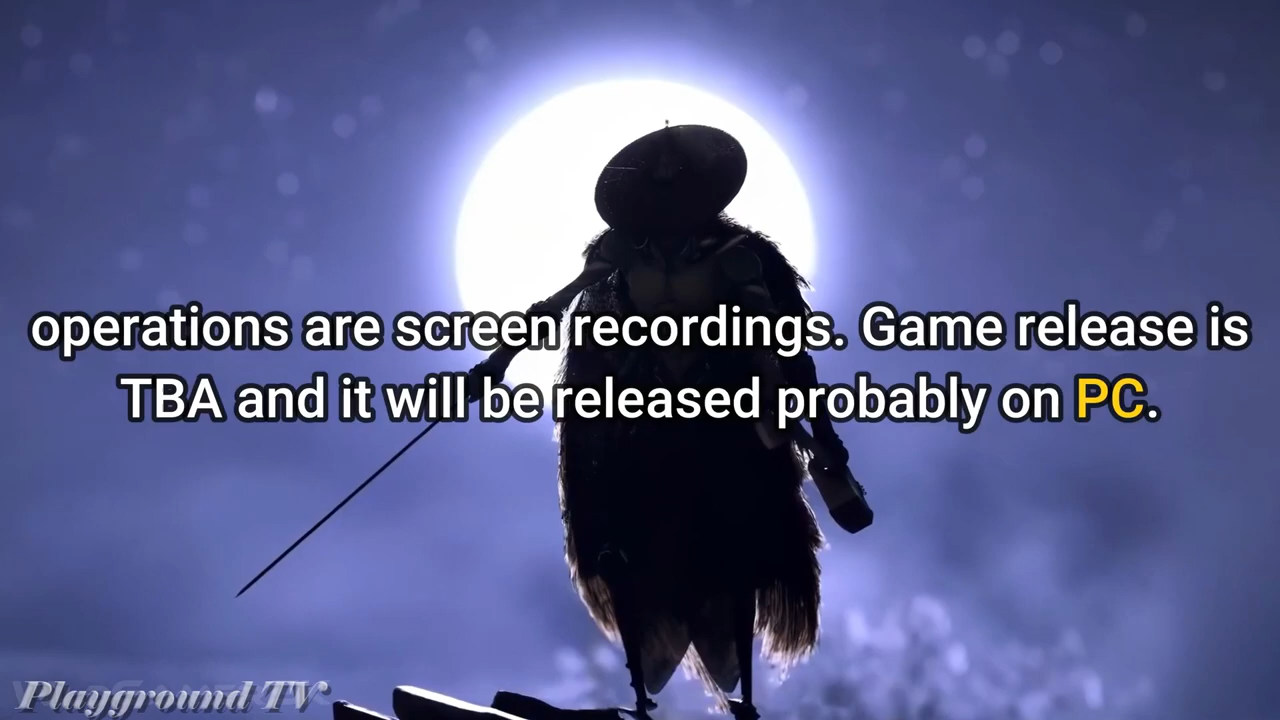 operations are screen recordings. Game release is
TBA and it will be released probably on PC.
Playground TV